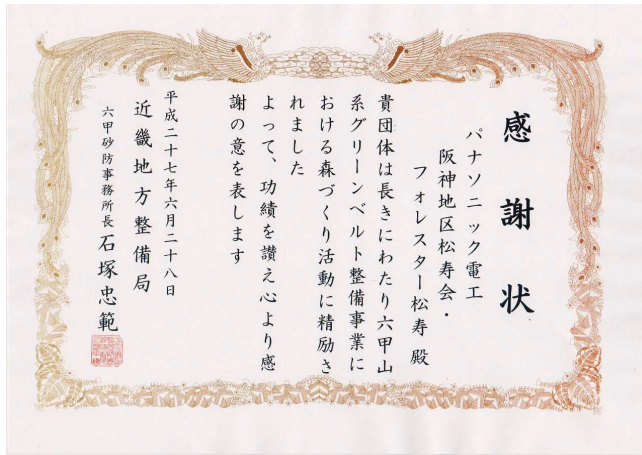 感謝状
パナソニック電工
阪神地区松寿会・
フォレスター松寿 殿
貴団体は長きにわたり六甲山
系グリーンベルト整備事業に
おける森づくり活動に精励さ
れました
よって、功績を讃え心より感
謝の意を表します
平成二十七年六月二十八日
近畿地方整備局
六甲砂防事務所長 石塚忠範